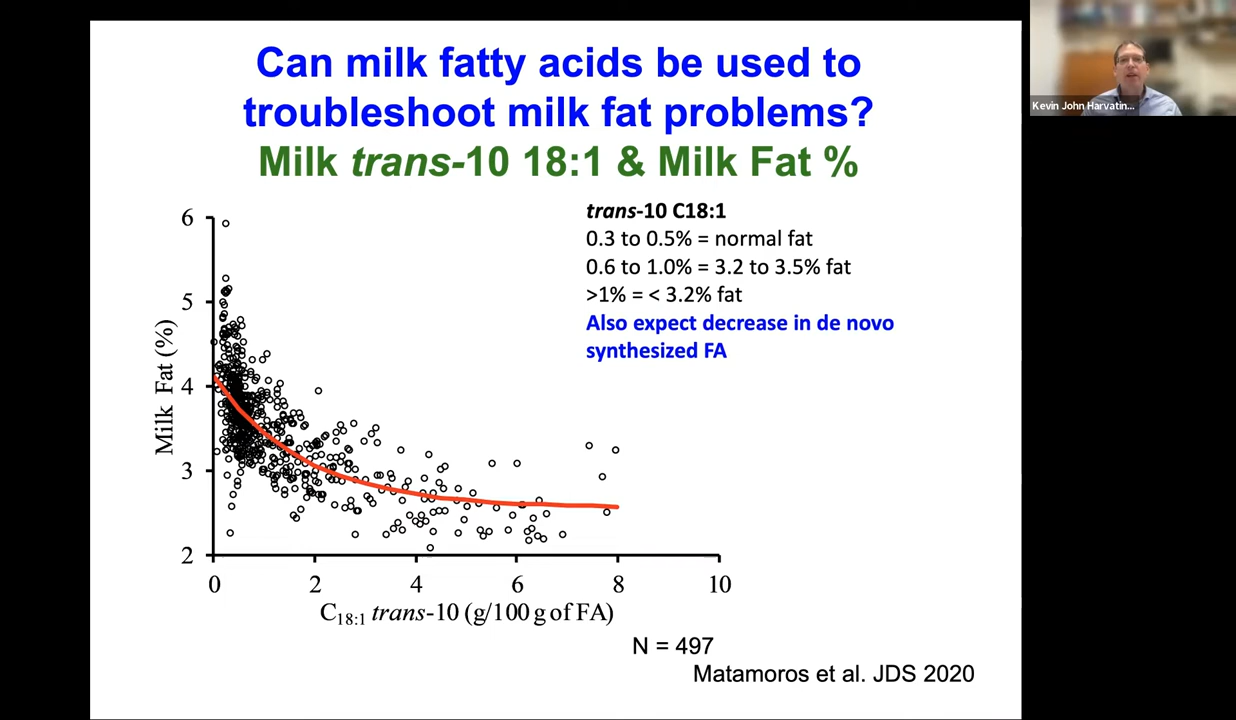 Can milk fatty acids be used to
troubleshoot milk fat problems?
Milk trans-10 18:1 & Milk Fat %
Kevin John Harvatin...
trans-10 C18:1
0.3 to 0.5% = normal fat
0.6 to 1.0% = 3.2 to 3.5% fat
>1% = < 3.2% fat
Also expect decrease in de novo
synthesized FA
Milk Fat (%)
6
5
4
3
2
0 2 4 6 8 10
C18:1 trans-10 (g/100 g of FA)
N = 497
Matamoros et al. JDS 2020